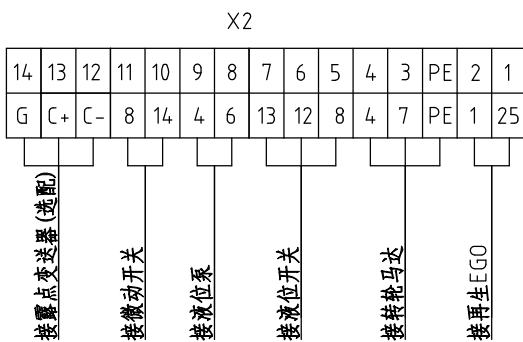 X2
14 13 12 11 10 9 8 7 6 5 4 3 PE 2 1
G C+ C- 8 14 4 6 13 12 8 4 7 PE 1 25
接露点变送器(选配)
接微动开关
接液位泵
接液位开关
接转轮马达
接再生EGO